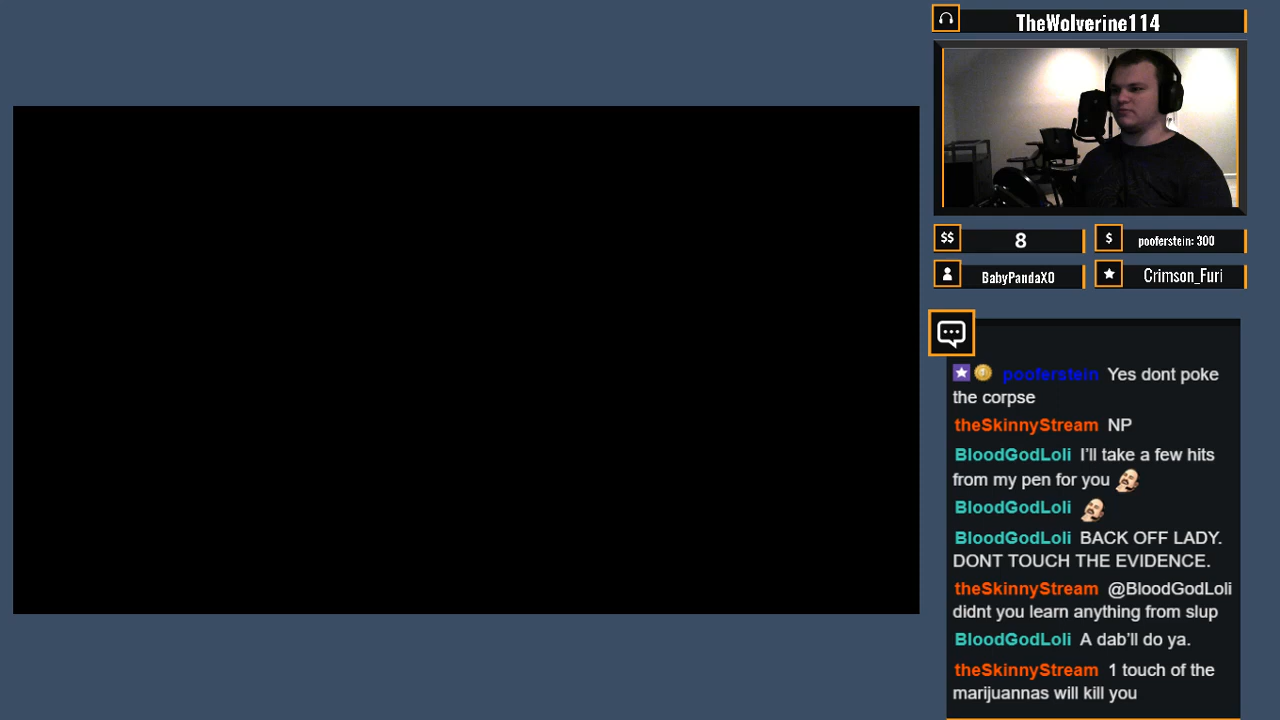 TheWolverine114
$$ 8 $ pooferstein: 300
BabyPandaXO Crimson_Furi
pooferstein Yes dont poke
the corpse
theSkinnyStream NP
BloodGodLoli I'll take a few hits
from my pen for you
BloodGodLoli
BloodGodLoli BACK OFF LADY.
DONT TOUCH THE EVIDENCE.
theSkinnyStream @BloodGodLoli
didnt you learn anything from slup
BloodGodLoli A dab'll do ya.
theSkinnyStream 1 touch of the
marijuannas will kill you